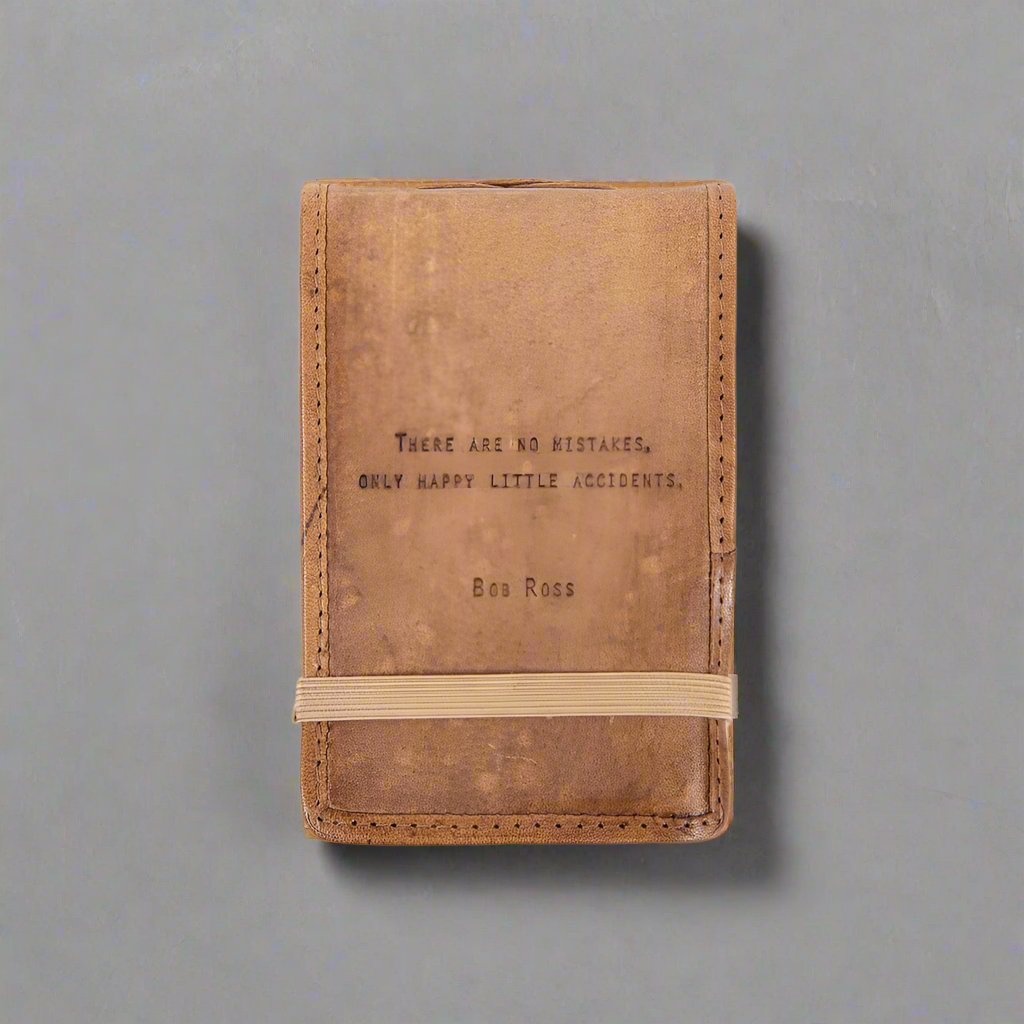 There are no mistakes,
only happy little accidents.
Bob Ross